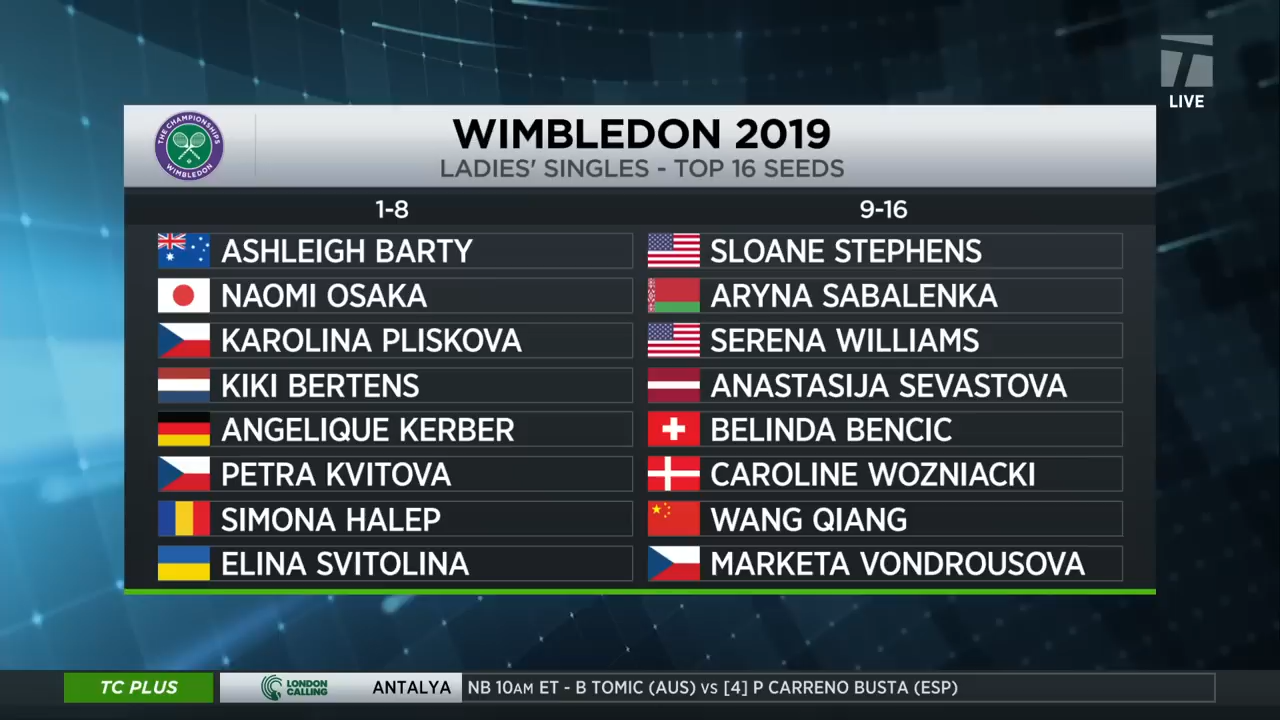 LIVE
THE CHAMPIONSHIPS
WIMBLEDON
WIMBLEDON 2019
LADIES' SINGLES - TOP 16 SEEDS
1-8
ASHLEIGH BARTY
NAOMI OSAKA
KAROLINA PLISKOVA
KIKI BERTENS
ANGELIQUE KERBER
PETRA KVITOVA
SIMONA HALEP
ELINA SVITOLINA
9-16
SLOANE STEPHENS
ARYNA SABALENKA
SERENA WILLIAMS
ANASTASIJA SEVASTOVA
BELINDA BENCIC
CAROLINE WOZNIACKI
WANG QIANG
MARKETA VONDROUSOVA
TC PLUS
LONDON
CALLING
ANTALYA
NB 10AM ET - B TOMIC (AUS) vs [4] P CARRENO BUSTA (ESP)